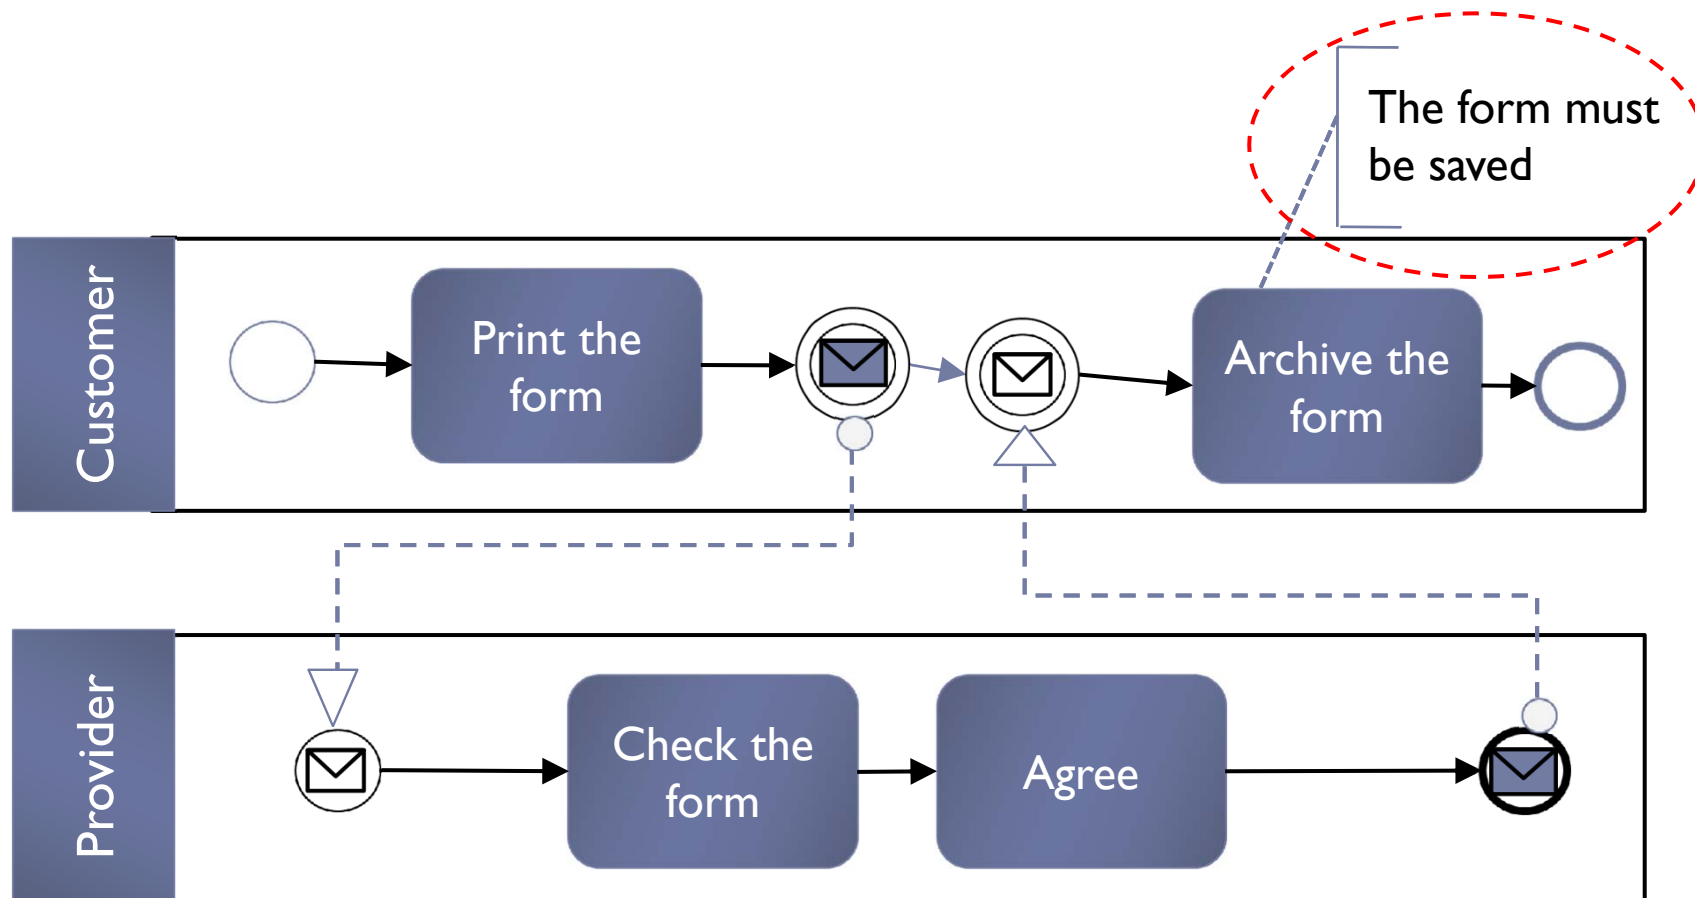 The form must
be saved
Customer
Print the
form
Archive the
form
Provider
Check the
form
Agree